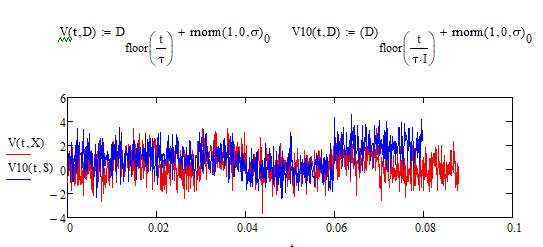 V(t,D) := D floor(t/τ) + rnorm(1,0,σ)0 V10(t,D) := (D) floor(t/τ·I) + rnorm(1,0,σ)0
6
4
V(t,X) 2
V10(t,S) 0
−2
−4
0 0.02 0.04 0.06 0.08 0.1
t